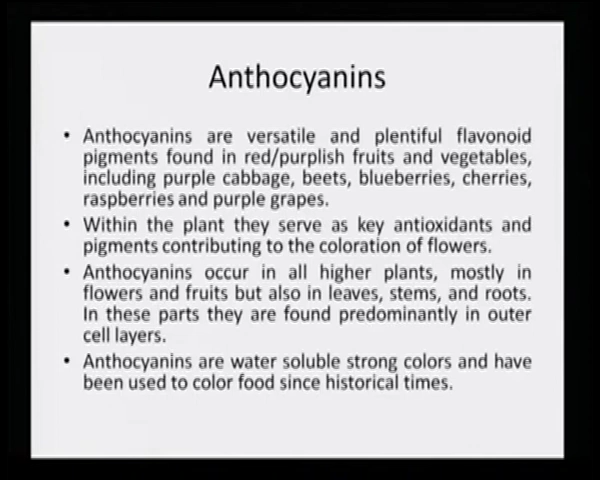 Anthocyanins
• Anthocyanins are versatile and plentiful flavonoid
pigments found in red/purplish fruits and vegetables,
including purple cabbage, beets, blueberries, cherries,
raspberries and purple grapes.
• Within the plant they serve as key antioxidants and
pigments contributing to the coloration of flowers.
• Anthocyanins occur in all higher plants, mostly in
flowers and fruits but also in leaves, stems, and roots.
In these parts they are found predominantly in outer
cell layers.
• Anthocyanins are water soluble strong colors and have
been used to color food since historical times.